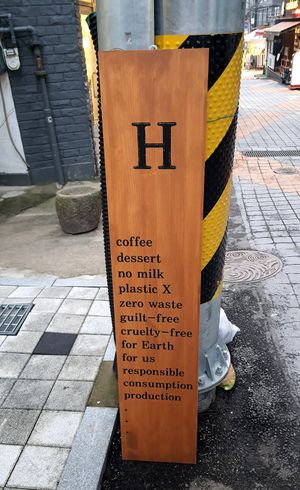 H
coffee
dessert
no milk
plastic X
zero waste
guilt-free
cruelty-free
for Earth
for us
responsible
consumption
production
.
.
.